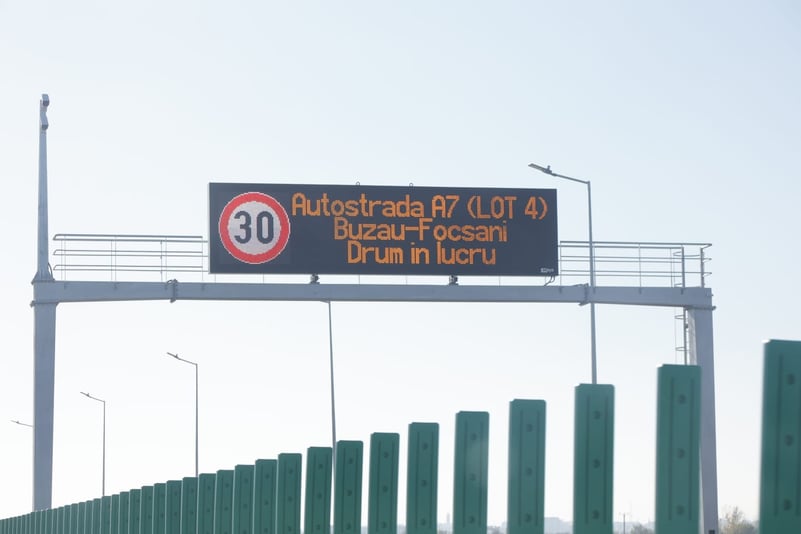 30
Autostrada A7 (LOT 4)
Buzau-Focsani
Drum in lucru